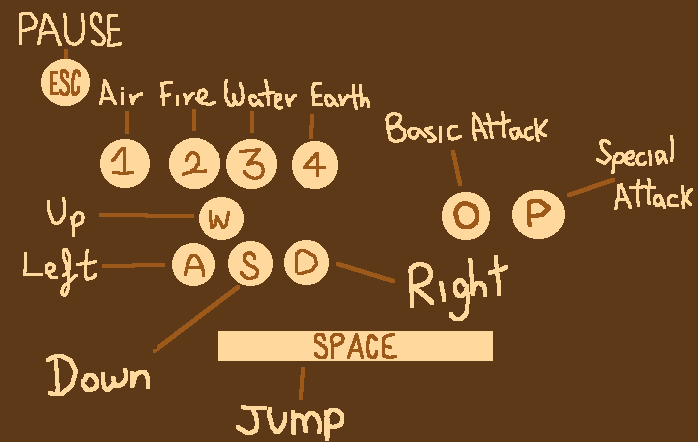 PAUSE
ESC
Air Fire Water Earth
1 2 3 4
Basic Attack
Special
Attack
O P
Up
W
Left
A S D
Right
SPACE
Down
Jump